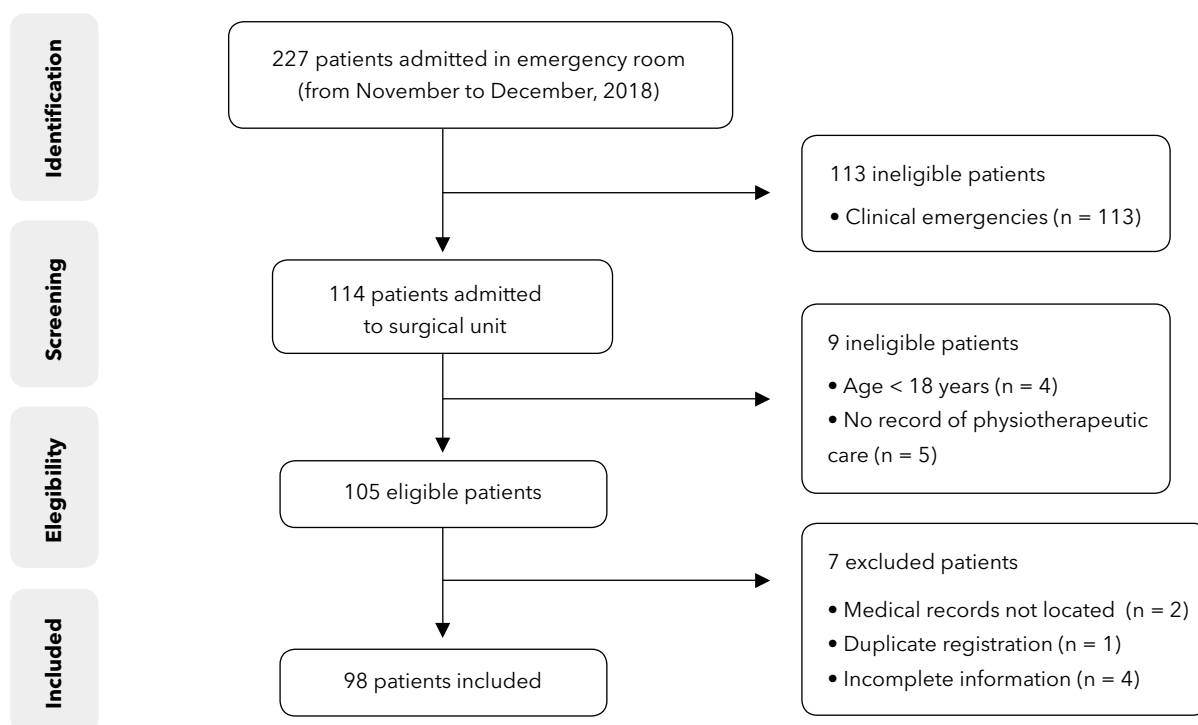 Identification
227 patients admitted in emergency room
(from November to December, 2018)
113 ineligible patients
• Clinical emergencies (n = 113)
Screening
114 patients admitted
to surgical unit
9 ineligible patients
• Age < 18 years (n = 4)
• No record of physiotherapeutic
care (n = 5)
Elegibility
105 eligible patients
7 excluded patients
• Medical records not located (n = 2)
• Duplicate registration (n = 1)
• Incomplete information (n = 4)
Included
98 patients included